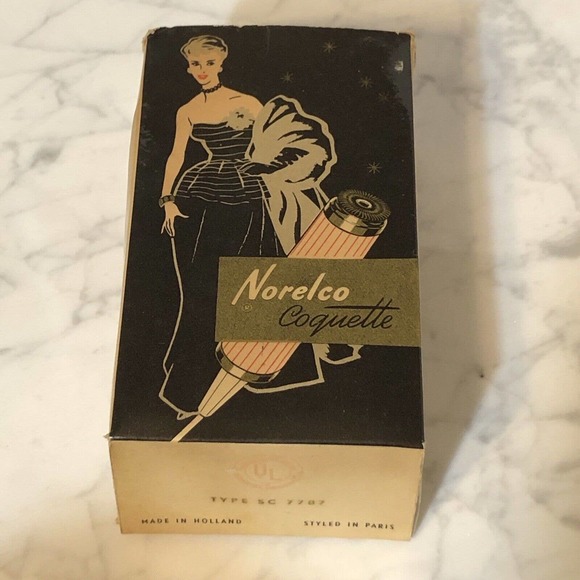 Norelco
Coquette
UL
TYPE SC 7787
MADE IN HOLLAND STYLED IN PARIS